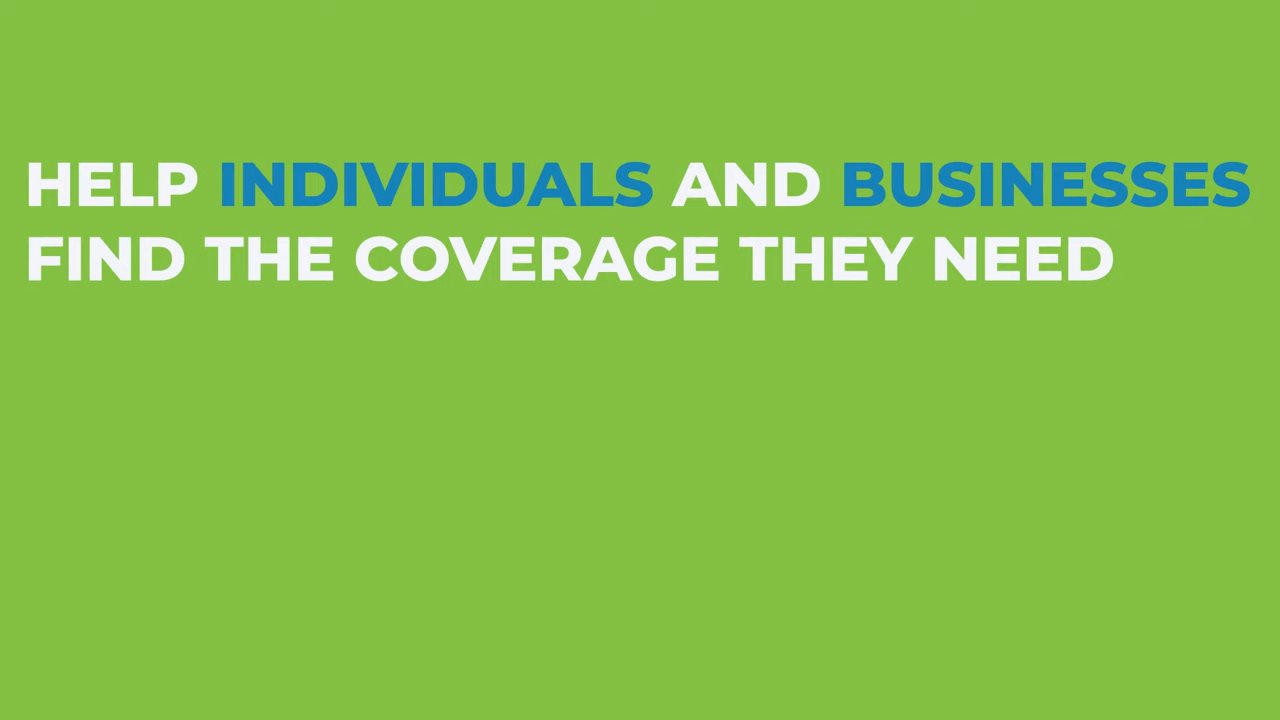 HELP INDIVIDUALS AND BUSINESSES
FIND THE COVERAGE THEY NEED